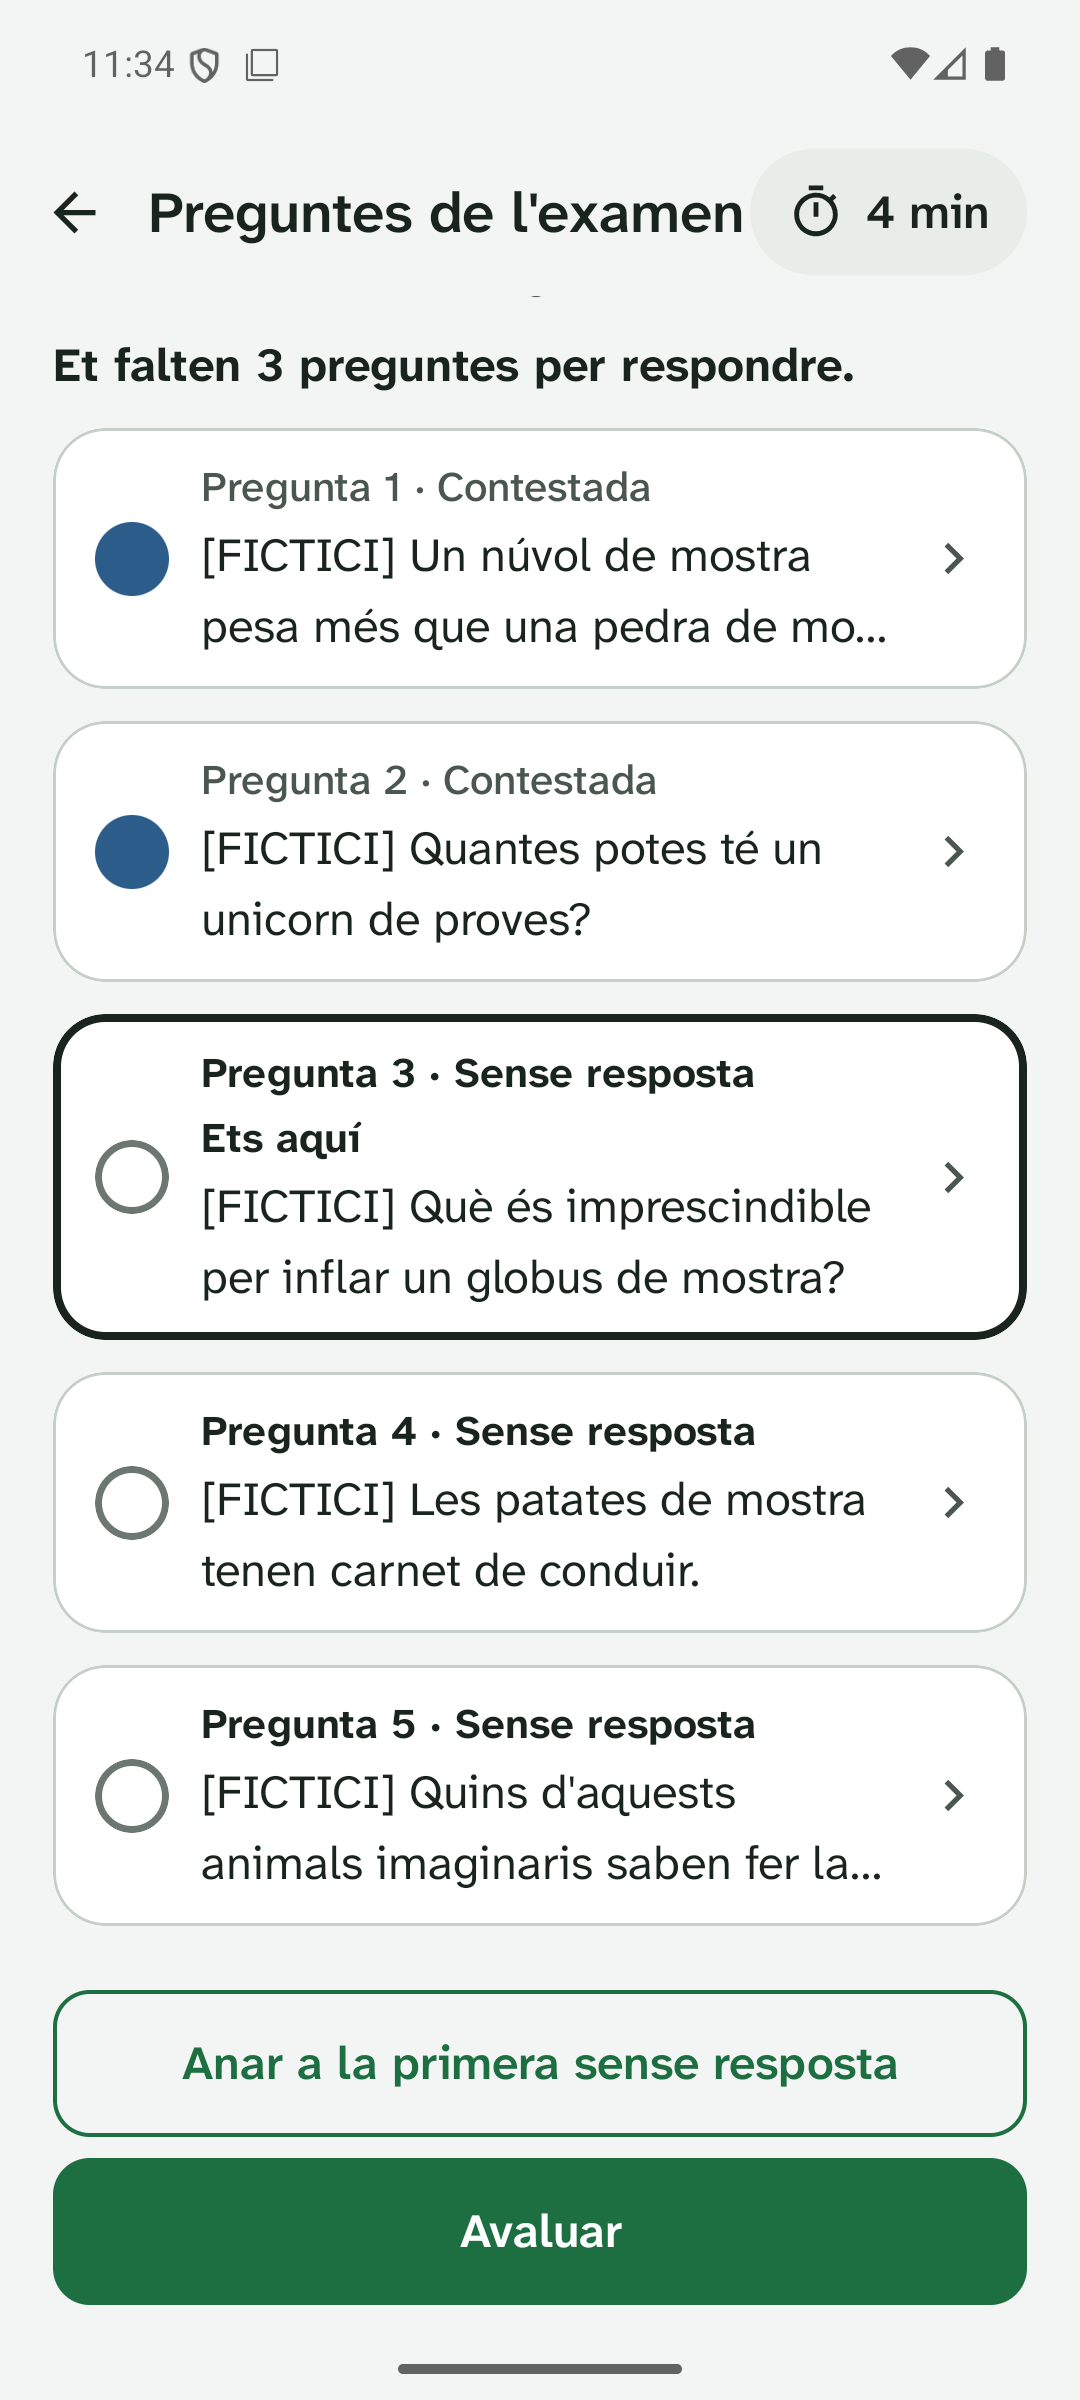 11:34
Preguntes de l'examen
4 min
Et falten 3 preguntes per respondre.
Pregunta 1 · Contestada
[FICTICI] Un núvol de mostra
pesa més que una pedra de mo...
Pregunta 2 · Contestada
[FICTICI] Quantes potes té un
unicorn de proves?
Pregunta 3 · Sense resposta
Ets aquí
[FICTICI] Què és imprescindible
per inflar un globus de mostra?
Pregunta 4 · Sense resposta
[FICTICI] Les patates de mostra
tenen carnet de conduir.
Pregunta 5 · Sense resposta
[FICTICI] Quins d'aquests
animals imaginaris saben fer la...
Anar a la primera sense resposta
Avaluar